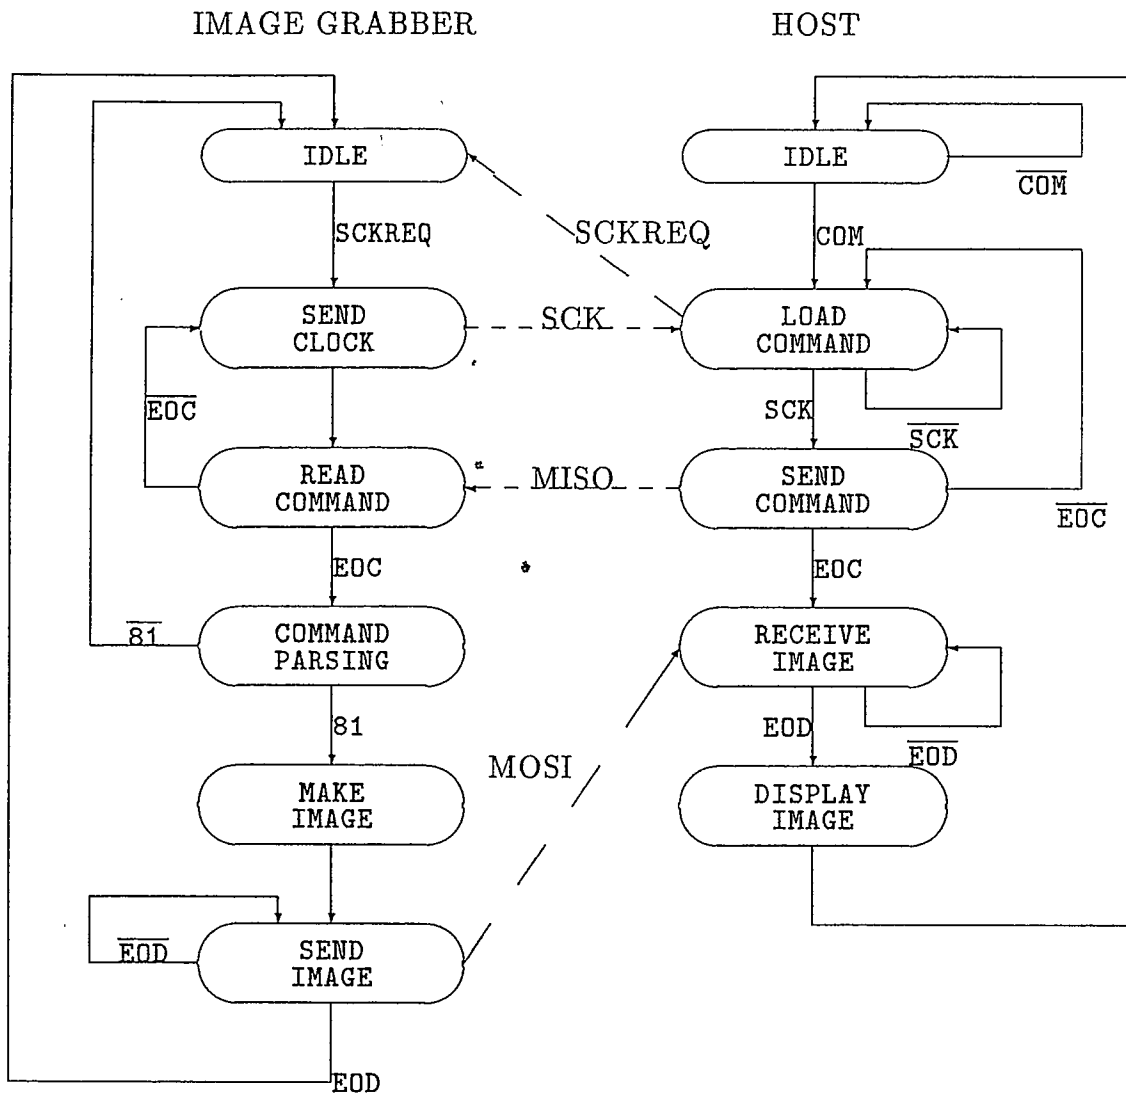 IMAGE GRABBER
HOST
IDLE
IDLE
COM̅
SCKREQ
SCKREQ
COM
SEND
CLOCK
SCK
LOAD
COMMAND
EOC
SCK
SCK
READ
COMMAND
MISO
SEND
COMMAND
EOC
EOC
EOC
81
COMMAND
PARSING
RECEIVE
IMAGE
81
EOD
EOD
MOSI
MAKE
IMAGE
DISPLAY
IMAGE
EOD
SEND
IMAGE
EOD